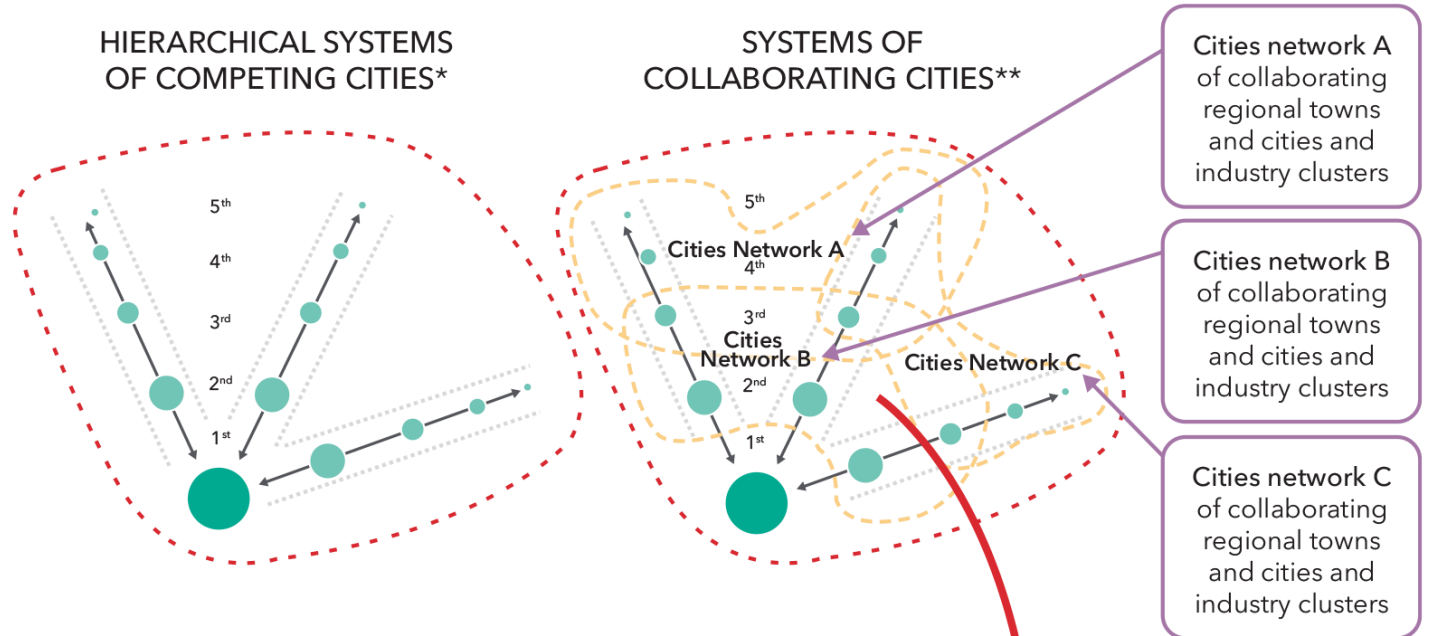 HIERARCHICAL SYSTEMS
OF COMPETING CITIES*
5th
4th
3rd
2nd
1st
SYSTEMS OF
COLLABORATING CITIES**
5th
Cities Network A
4th
3rd
Cities
Network B
Cities Network C
2nd
1st
Cities network A
of collaborating
regional towns
and cities and
industry clusters
Cities network B
of collaborating
regional towns
and cities and
industry clusters
Cities network C
of collaborating
regional towns
and cities and
industry clusters